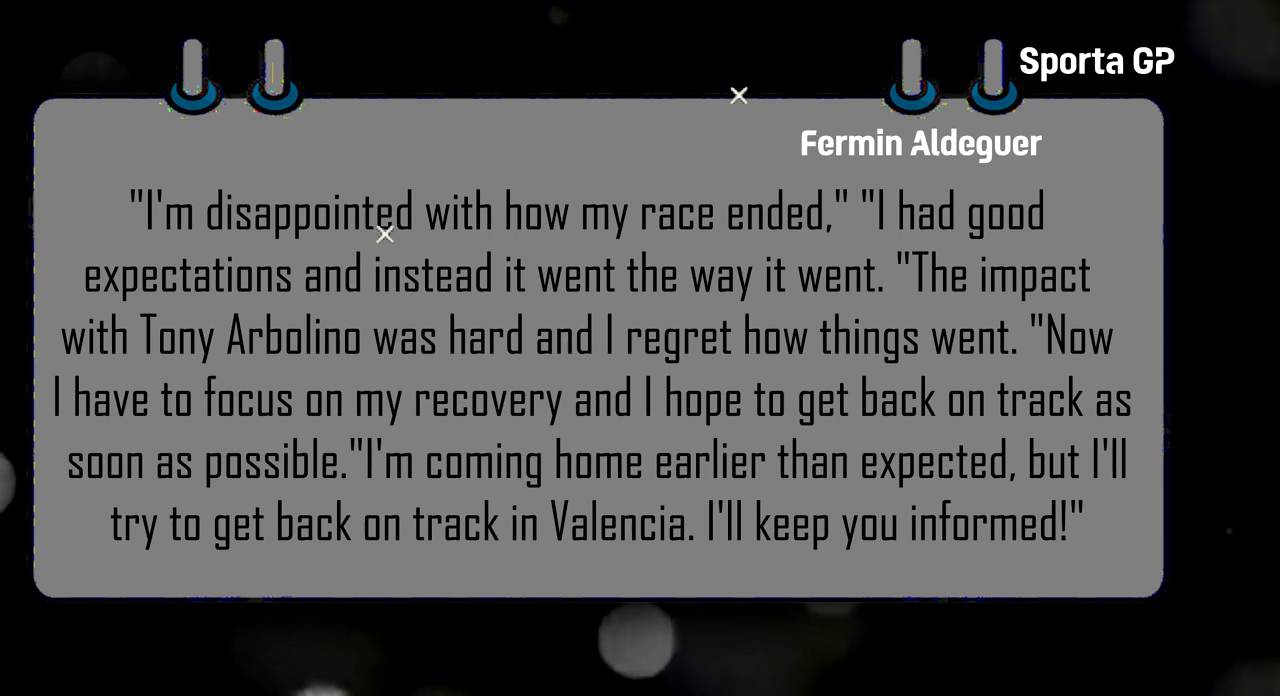 Sporta GP
Fermin Aldeguer
"I'm disappointed with how my race ended," "I had good
expectations and instead it went the way it went. "The impact
with Tony Arbolino was hard and I regret how things went. "Now
I have to focus on my recovery and I hope to get back on track as
soon as possible."I'm coming home earlier than expected, but I'll
try to get back on track in Valencia. I'll keep you informed!"